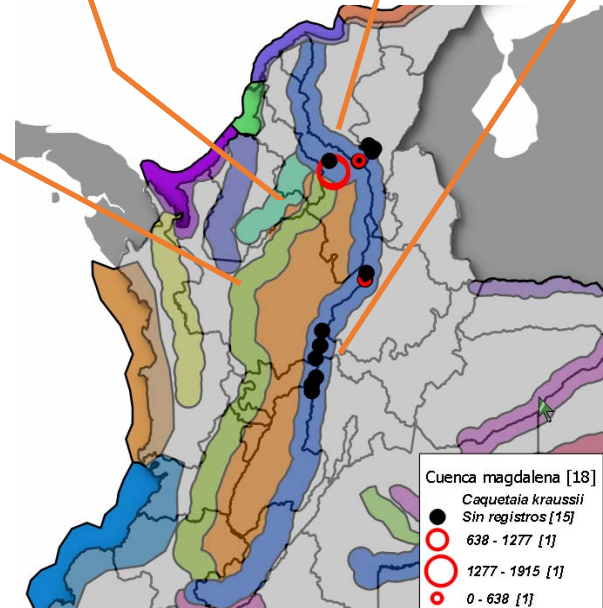 Cuenca magdalena [18]
Caquetaia kraussii
Sin registros [15]
638 - 1277 [1]
1277 - 1915 [1]
0 - 638 [1]